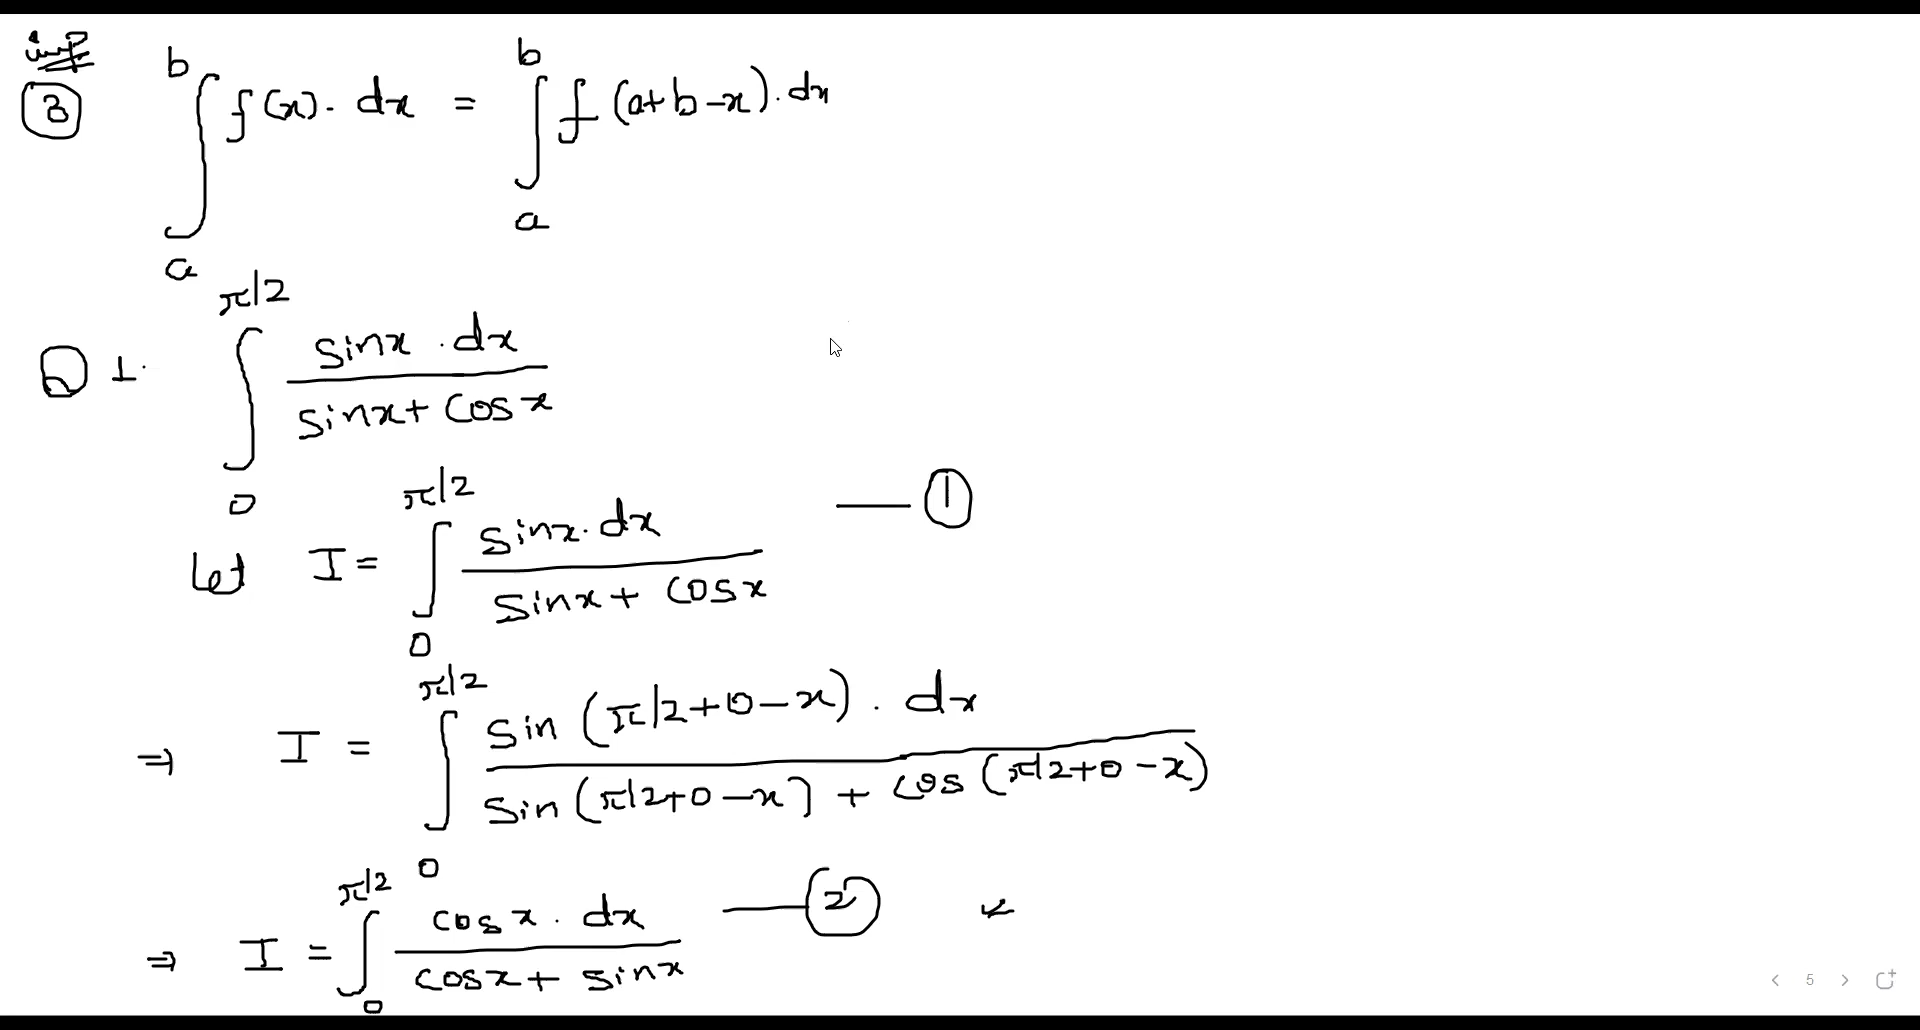 imp
③ ∫_a^b f(x). dx = ∫_a^b f(a+b-x). dx
Q 1. ∫_0^{π/2} sinx . dx / sinx + cosx
Let I = ∫_0^{π/2} sinx. dx / sinx + cosx —— ①
⇒ I = ∫_0^{π/2} sin (π/2+0-x) . dx / sin (π/2+0-x) + cos (π/2+0-x)
⇒ I = ∫_0^{π/2} cosx . dx / cosx + sinx —— ②
5